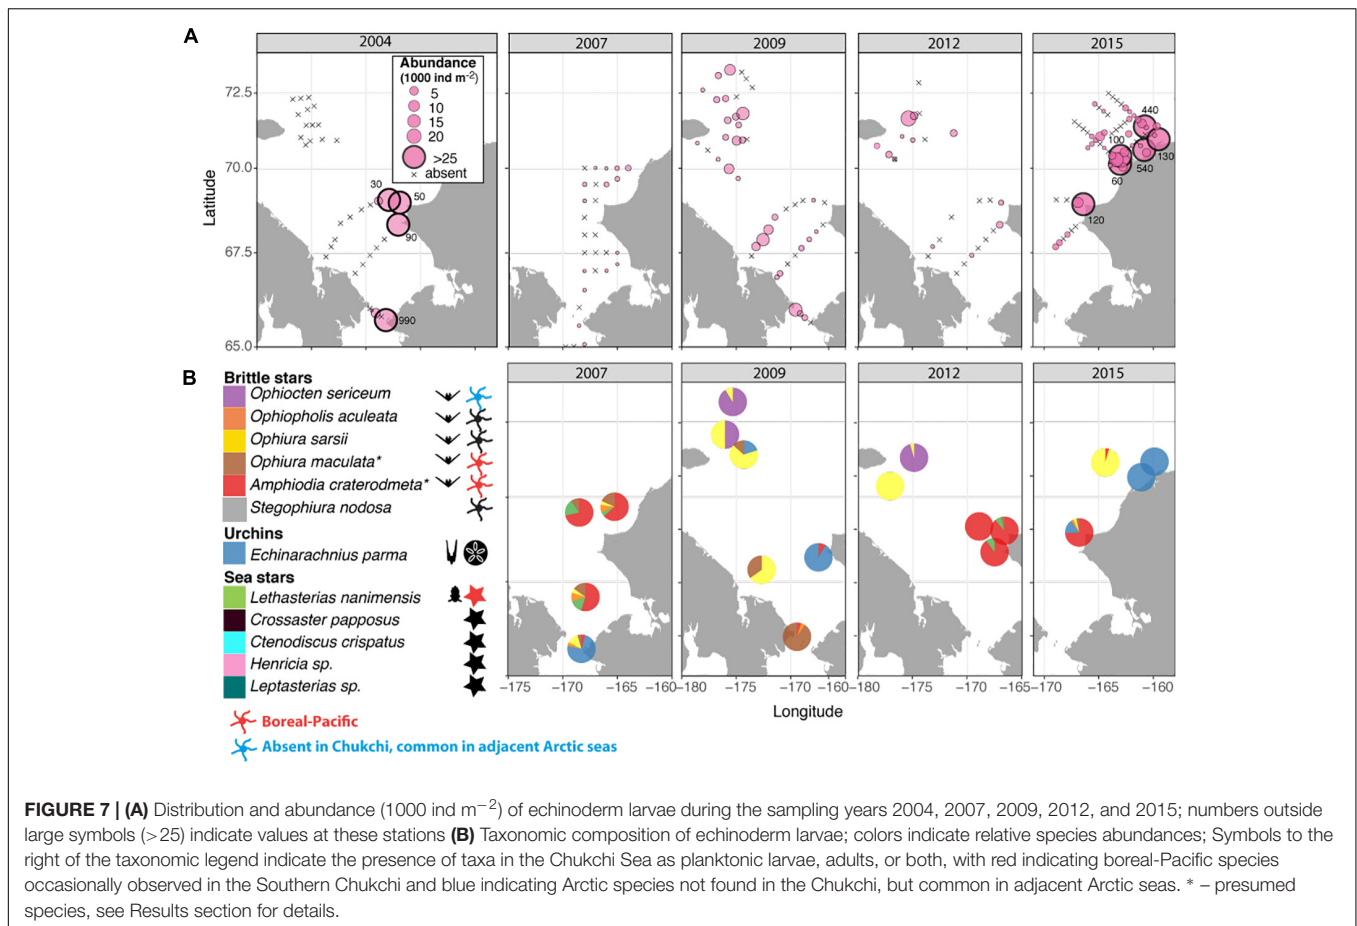 A
2004
2007
2009
2012
2015
Abundance
(1000 ind m-2)
5
10
15
20
>25
× absent
72.5
70.0
67.5
65.0
Latitude
30
50
90
990
440
100
130
540
60
120
B
2007
2009
2012
2015
Brittle stars
Ophiocten sericeum
Ophiopholis aculeata
Ophiura sarsii
Ophiura maculata*
Amphiodia craterodmeta*
Stegophiura nodosa
Urchins
Echinarachnius parma
Sea stars
Lethasterias nanimensis
Crossaster papposus
Ctenodiscus crispatus
Henricia sp.
Leptasterias sp.
Boreal-Pacific
Absent in Chukchi, common in adjacent Arctic seas
−175 −170 −165 −160
−180 −175 −170 −165 −160
−180 −175 −170 −165
−170 −165 −160
Longitude
FIGURE 7 | (A) Distribution and abundance (1000 ind m−2) of echinoderm larvae during the sampling years 2004, 2007, 2009, 2012, and 2015; numbers outside
large symbols (>25) indicate values at these stations (B) Taxonomic composition of echinoderm larvae; colors indicate relative species abundances; Symbols to the
right of the taxonomic legend indicate the presence of taxa in the Chukchi Sea as planktonic larvae, adults, or both, with red indicating boreal-Pacific species
occasionally observed in the Southern Chukchi and blue indicating Arctic species not found in the Chukchi, but common in adjacent Arctic seas. * – presumed
species, see Results section for details.